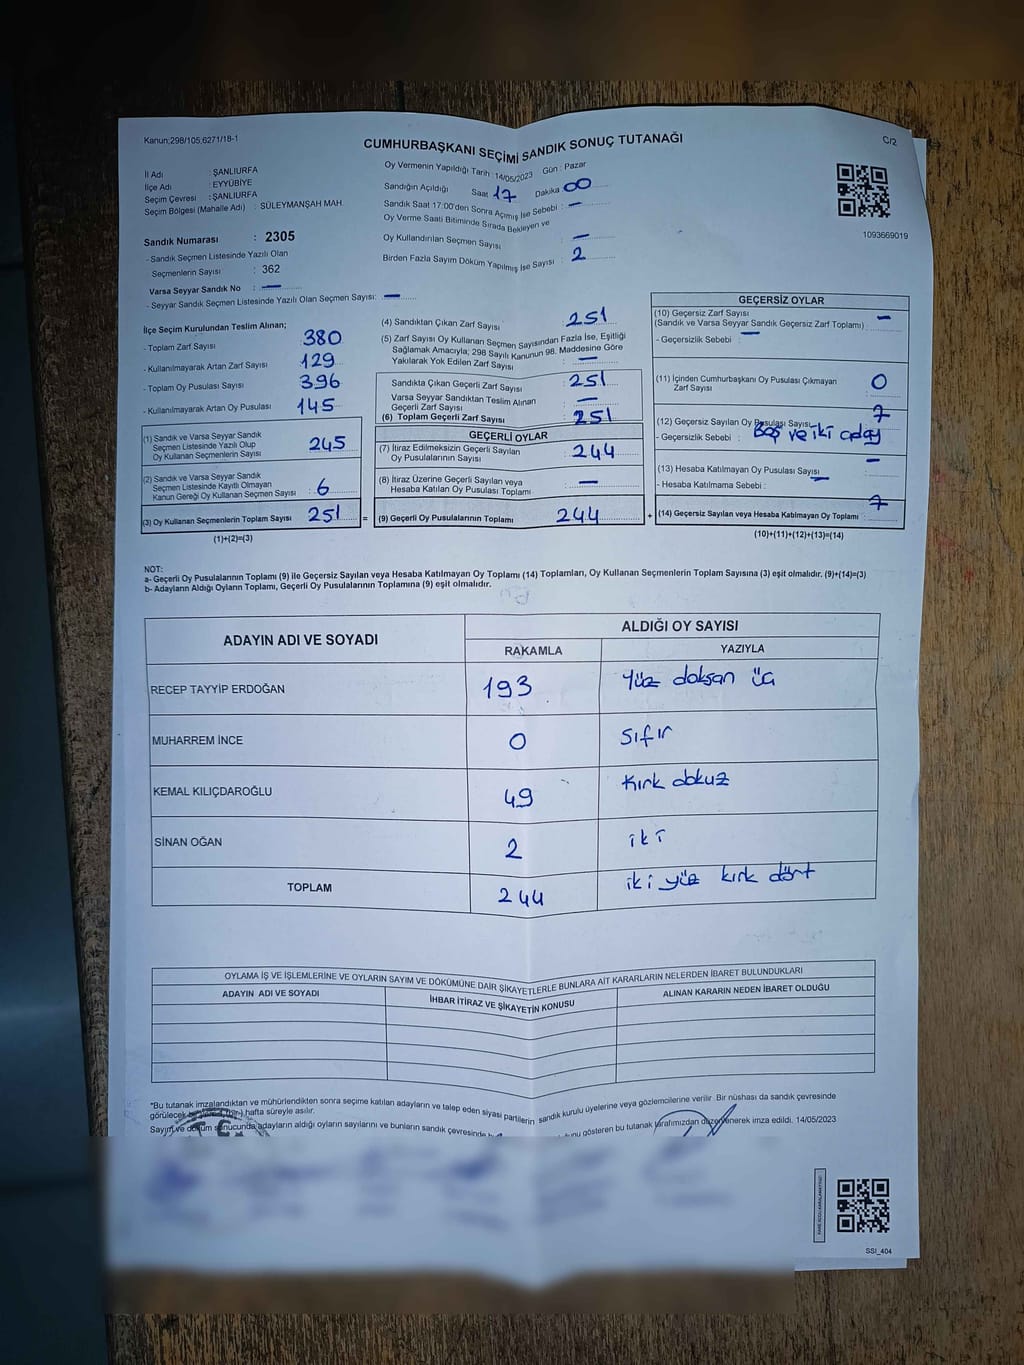 Kanun;298/105;6271/18-1
CUMHURBAŞKANI SEÇİMİ SANDIK SONUÇ TUTANAĞI
C/2
İl Adı : ŞANLIURFA
İlçe Adı : EYYÜBİYE
Seçim Çevresi : ŞANLIURFA
Seçim Bölgesi (Mahalle Adı) : SÜLEYMANŞAH MAH.
Sandık Numarası : 2305
- Sandık Seçmen Listesinde Yazılı Olan
Seçmenlerin Sayısı : 362
Varsa Seyyar Sandık No : —
- Seyyar Sandık Seçmen Listesinde Yazılı Olan Seçmen Sayısı: —
Oy Vermenin Yapıldığı Tarih :14/05/2023 Gün : Pazar
Sandığın Açıldığı Saat 17 Dakika 00
Sandık Saat 17:00'den Sonra Açımış İse Sebebi : —
Oy Verme Saati Bitiminde Sırada Bekleyen ve
Oy Kullandırılan Seçmen Sayısı : —
Birden Fazla Sayım Döküm Yapılmış İse Sayısı : 2
1093669019
İlçe Seçim Kurulundan Teslim Alınan;
- Toplam Zarf Sayısı : 380
- Kullanılmayarak Artan Zarf Sayısı : 129
- Toplam Oy Pusulası Sayısı : 396
- Kullanılmayarak Artan Oy Pusulası : 145
(1) Sandık ve Varsa Seyyar Sandık
Seçmen Listesinde Yazılı Olup
Oy Kullanan Seçmenlerin Sayısı : 245
(2) Sandık ve Varsa Seyyar Sandık
Seçmen Listesinde Kayıtlı Olmayan
Kanun Gereği Oy Kullanan Seçmen Sayısı : 6
(3) Oy Kullanan Seçmenlerin Toplam Sayısı : 251
(1)+(2)=(3)
=
(4) Sandıktan Çıkan Zarf Sayısı : 251
(5) Zarf Sayısı Oy Kullanan Seçmen Sayısından Fazla İse, Eşitliği
Sağlamak Amacıyla; 298 Sayılı Kanunun 98. Maddesine Göre
Yakılarak Yok Edilen Zarf Sayısı : —
Sandıkta Çıkan Geçerli Zarf Sayısı : 251
Varsa Seyyar Sandıktan Teslim Alınan
Geçerli Zarf Sayısı : —
(6) Toplam Geçerli Zarf Sayısı : 251
GEÇERLİ OYLAR
(7) İtiraz Edilmeksizin Geçerli Sayılan
Oy Pusulalarının Sayısı : 244
(8) İtiraz Üzerine Geçerli Sayılan veya
Hesaba Katılan Oy Pusulası Toplamı : —
(9) Geçerli Oy Pusulalarının Toplamı : 244
+
GEÇERSİZ OYLAR
(10) Geçersiz Zarf Sayısı
(Sandık ve Varsa Seyyar Sandık Geçersiz Zarf Toplamı) : —
- Geçersizlik Sebebi : —
(11) İçinden Cumhurbaşkanı Oy Pusulası Çıkmayan
Zarf Sayısı : 0
(12) Geçersiz Sayılan Oy Pusulası Sayısı : 7
- Geçersizlik Sebebi : Boş ve iki aday
(13) Hesaba Katılmayan Oy Pusulası Sayısı : —
- Hesaba Katılmama Sebebi : —
(14) Geçersiz Sayılan veya Hesaba Katılmayan Oy Toplamı : 7
(10)+(11)+(12)+(13)=(14)
NOT:
a- Geçerli Oy Pusulalarının Toplamı (9) ile Geçersiz Sayılan veya Hesaba Katılmayan Oy Toplamı (14) Toplamları, Oy Kullanan Seçmenlerin Toplam Sayısına (3) eşit olmalıdır. (9)+(14)=(3)
b- Adayların Aldığı Oyların Toplamı, Geçerli Oy Pusulalarının Toplamına (9) eşit olmalıdır.
ADAYIN ADI VE SOYADI
ALDIĞI OY SAYISI
RAKAMLA YAZIYLA
RECEP TAYYİP ERDOĞAN 193 Yüz doksan üç
MUHARREM İNCE 0 Sıfır
KEMAL KILIÇDAROĞLU 49 Kırk dokuz
SİNAN OĞAN 2 iki
TOPLAM 244 iki yüz kırk dört
OYLAMA İŞ VE İŞLEMLERİNE VE OYLARIN SAYIM VE DÖKÜMÜNE DAİR ŞİKAYETLERLE BUNLARA AİT KARARLARIN NELERDEN İBARET BULUNDUKLARI
ADAYIN ADI VE SOYADI İHBAR İTİRAZ VE ŞİKAYETİN KONUSU ALINAN KARARIN NEDEN İBARET OLDUĞU
*Bu tutanak imzalandıktan ve mühürlendikten sonra seçime katılan adayların ve talep eden siyasi partilerin sandık kurulu üyelerine veya gözlemcilerine verilir. Bir nüshası da sandık çevresinde
görülecek bir yere (bir) hafta süreyle asılır.
Sayım ve döküm sonucunda adayların aldığı oyların sayılarını ve bunların sandık çevresinde gösteren bu tutanak tarafımızdan düzenlenerek imza edildi. 14/05/2023
SSI_404